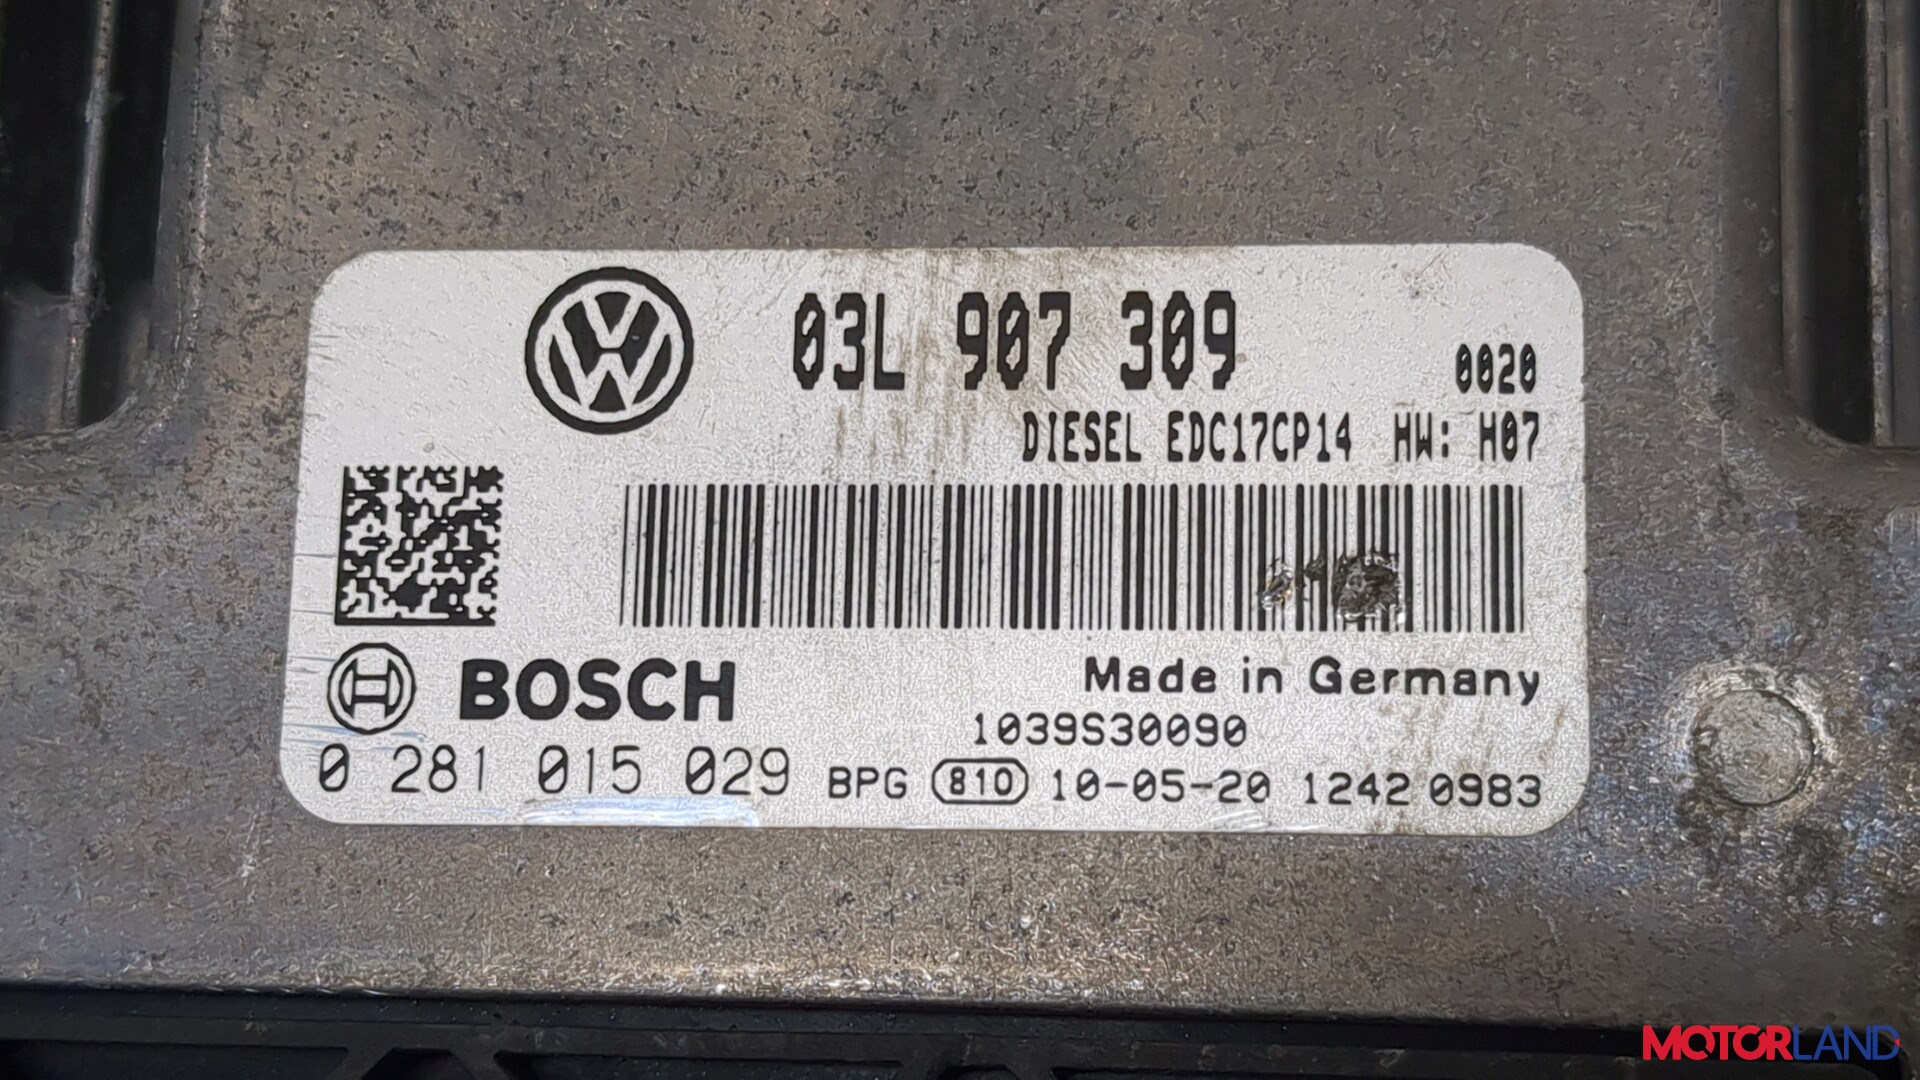 03L 907 309
0020
DIESEL EDC17CP14 HW: H07
BOSCH
Made in Germany
1039S30090
0 281 015 029 BPG 810 10-05-20 1242 0983
MOTORLAND